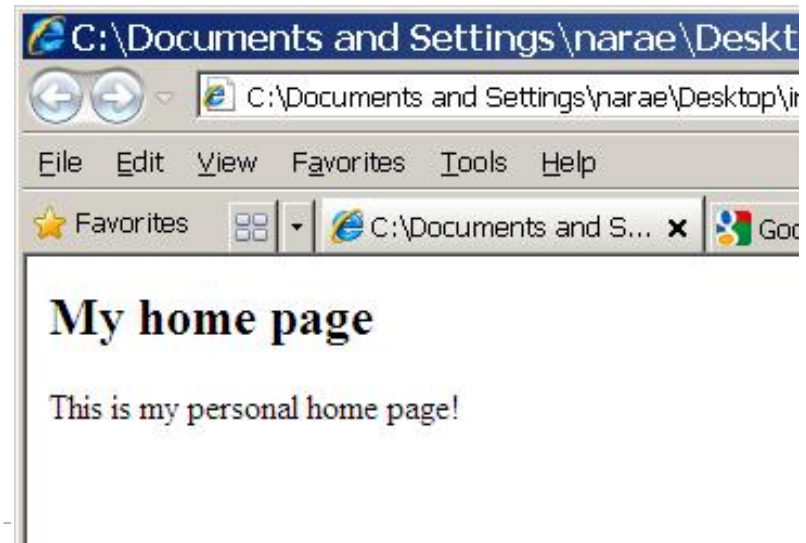 C:\Documents and Settings\narae\Deskt
C:\Documents and Settings\narae\Desktop\i
File Edit View Favorites Tools Help
Favorites C:\Documents and S... Goo
My home page
This is my personal home page!